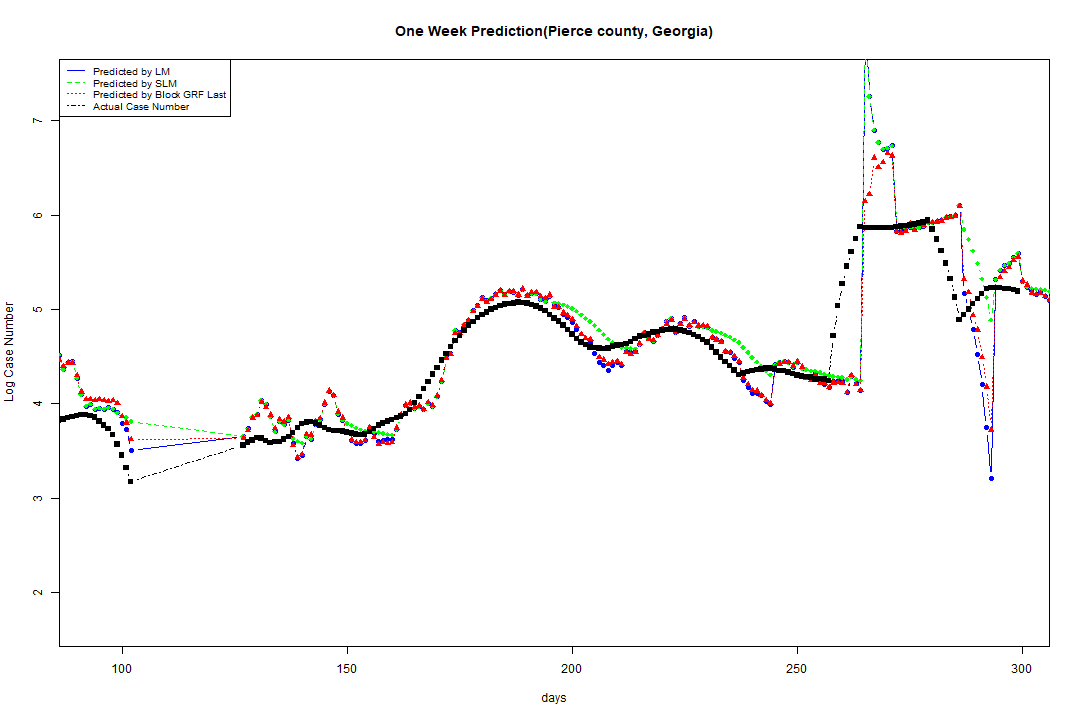 One Week Prediction(Pierce county, Georgia)
Predicted by LM
Predicted by SLM
Predicted by Block GRF Last
Actual Case Number
Log Case Number
7
6
5
4
3
2
100 150 200 250 300
days